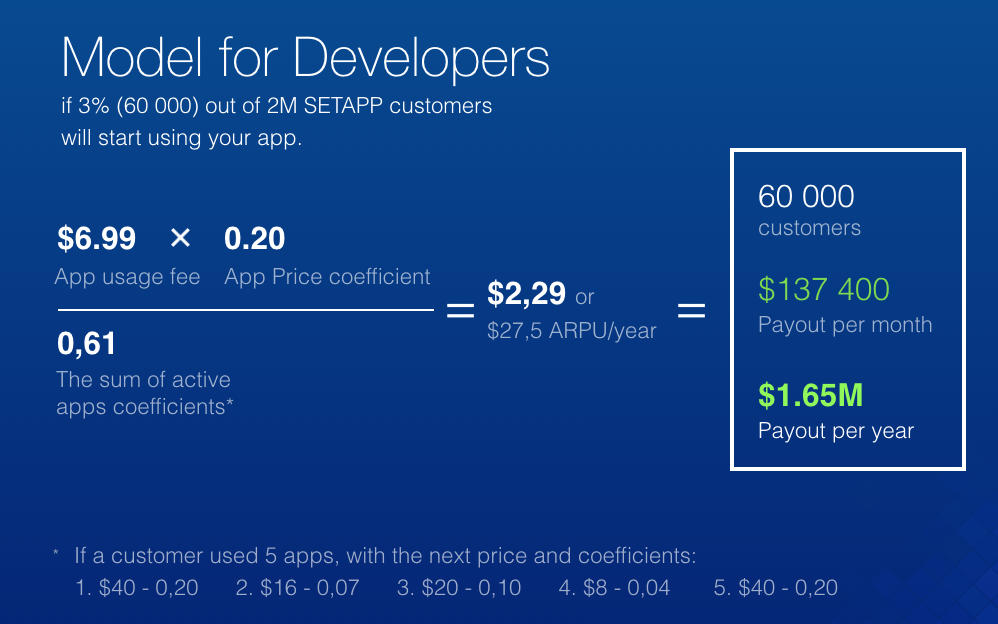 Model for Developers
if 3% (60 000) out of 2M SETAPP customers
will start using your app.
$6.99 × 0.20
App usage fee App Price coefficient
0,61
The sum of active
apps coefficients*
= $2,29 or
$27,5 ARPU/year
=
60 000
customers
$137 400
Payout per month
$1.65M
Payout per year
* If a customer used 5 apps, with the next price and coefficients:
1. $40 - 0,20 2. $16 - 0,07 3. $20 - 0,10 4. $8 - 0,04 5. $40 - 0,20